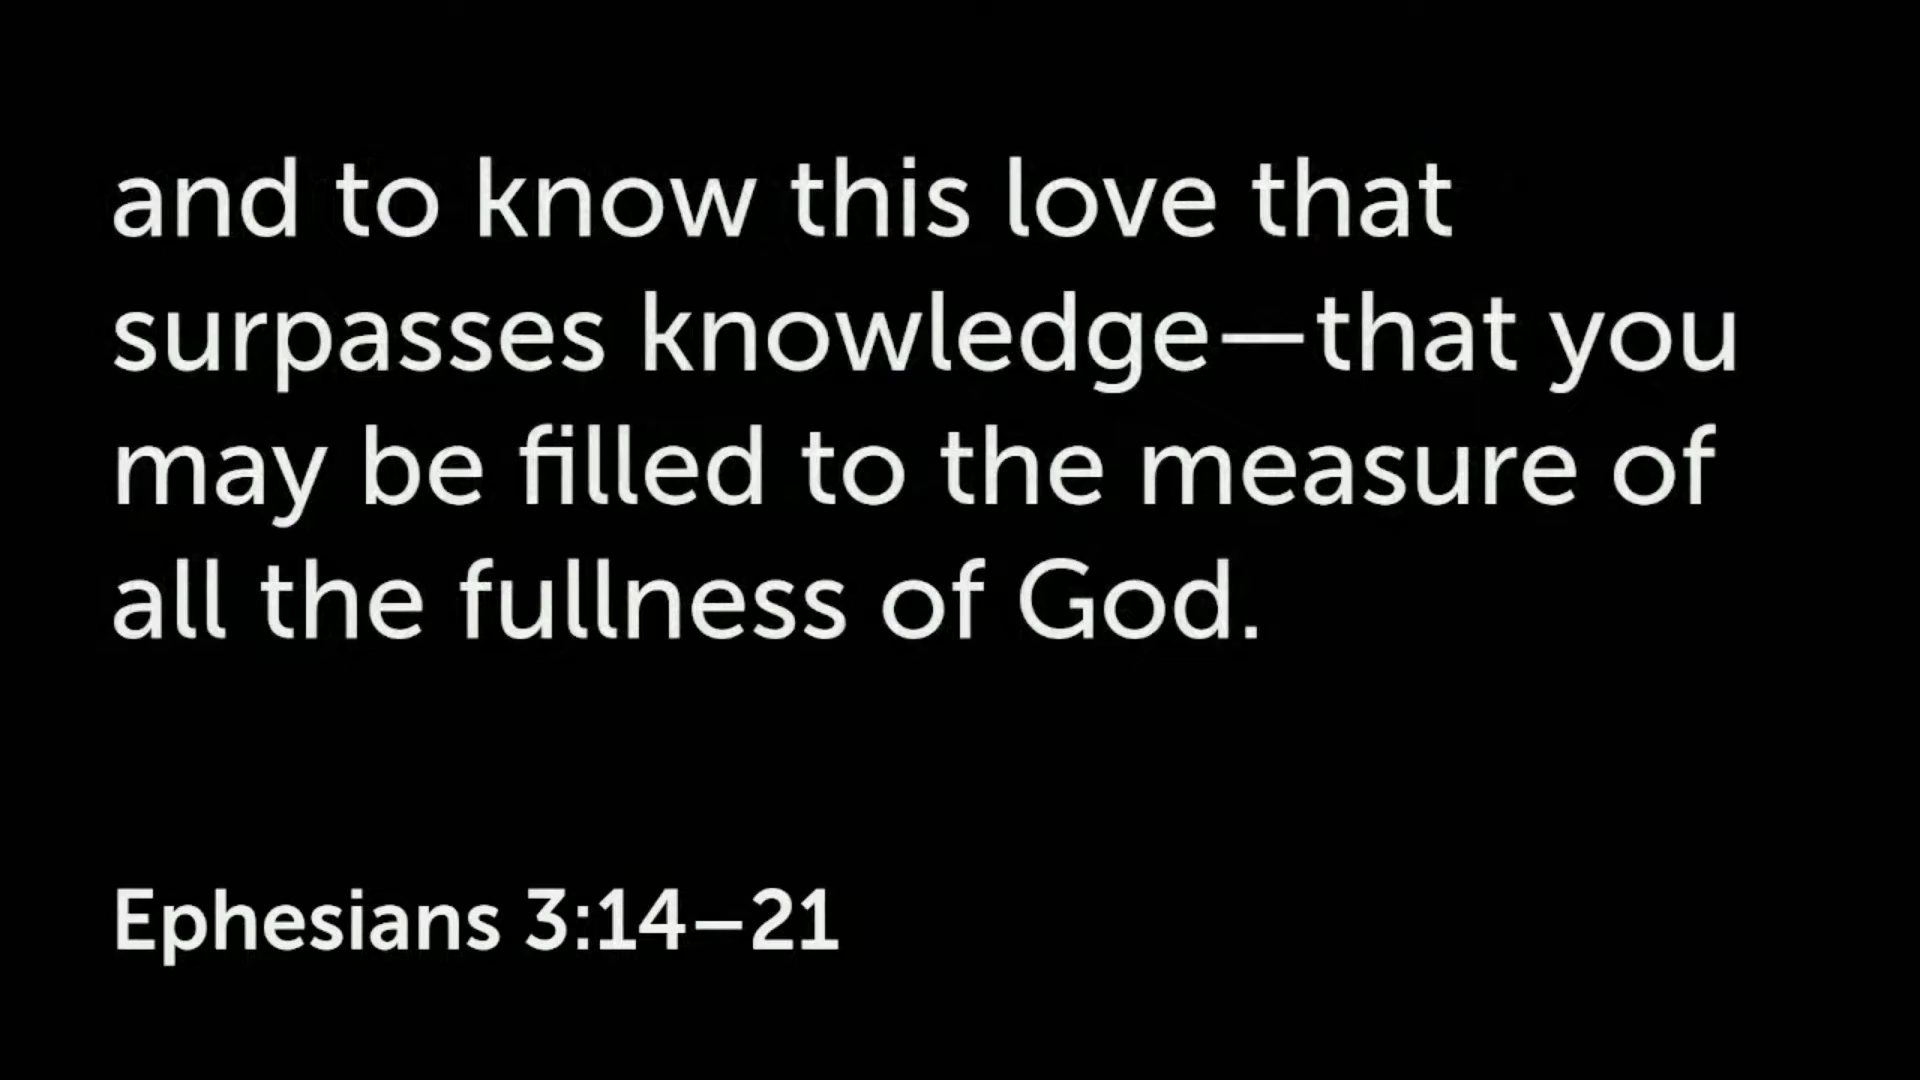 and to know this love that
surpasses knowledge—that you
may be filled to the measure of
all the fullness of God.
Ephesians 3:14–21